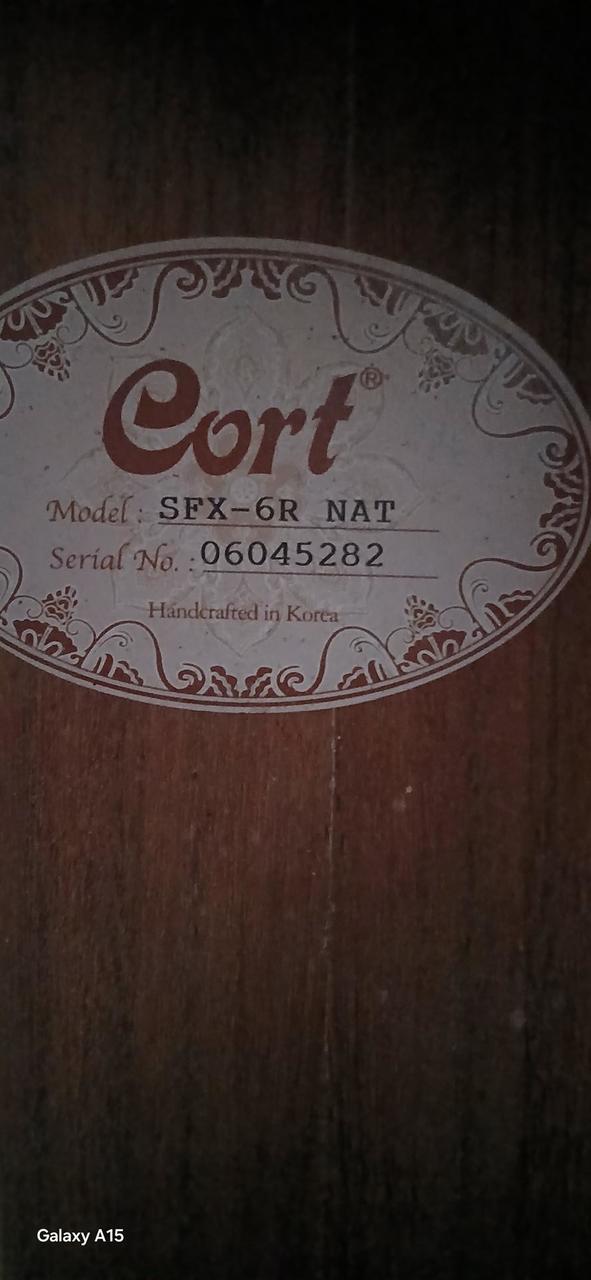 Cort®
Model : SFX-6R NAT
Serial No. : 06045282
Handcrafted in Korea
Galaxy A15